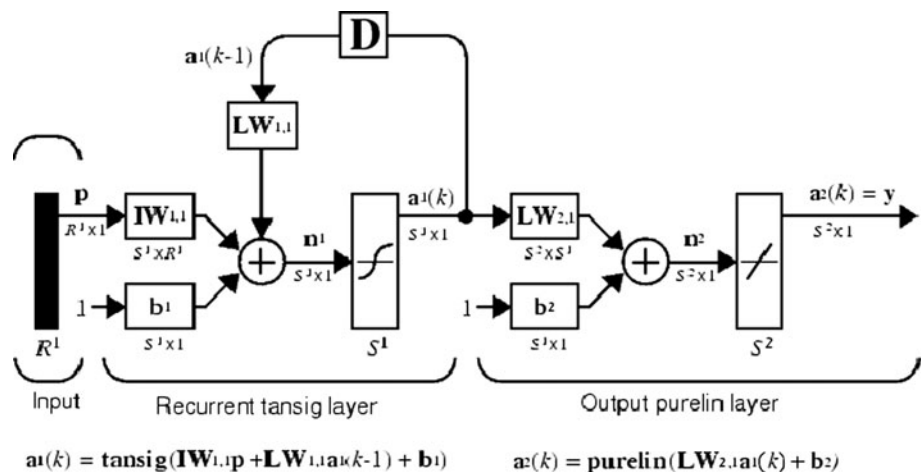 D
a1(k-1)
LW1,1
p
R1x1
IW1,1
S1xR1
1
b1
S1x1
n1
S1x1
a1(k)
S1x1
LW2,1
S2xS1
1
b2
S1x1
n2
S2x1
a2(k) = y
S2x1
R1
S1
S2
Input
Recurrent tansig layer
Output purelin layer
a1(k) = tansig(IW1,1p +LW1,1a1(k-1) + b1)
a2(k) = purelin(LW2,1a1(k) + b2)